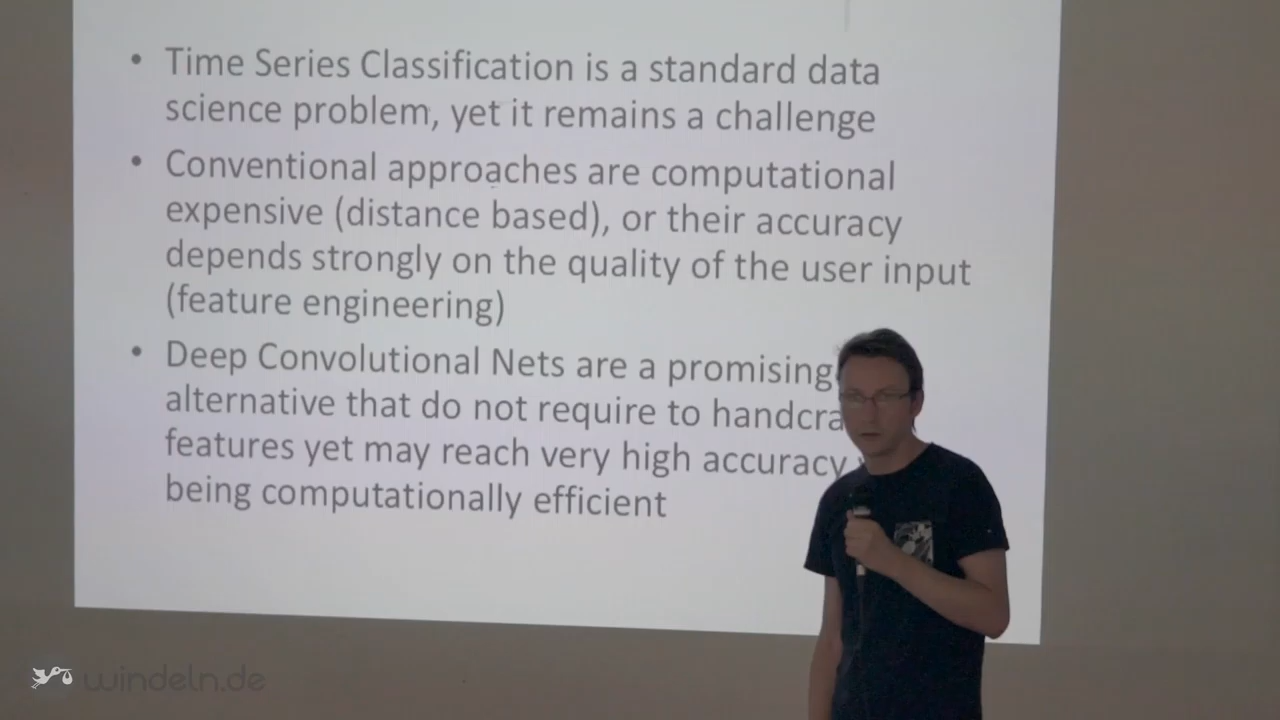 • Time Series Classification is a standard data
science problem, yet it remains a challenge
• Conventional approaches are computational
expensive (distance based), or their accuracy
depends strongly on the quality of the user input
(feature engineering)
• Deep Convolutional Nets are a promising
alternative that do not require to handcra
features yet may reach very high accuracy
being computationally efficient
windeln.de